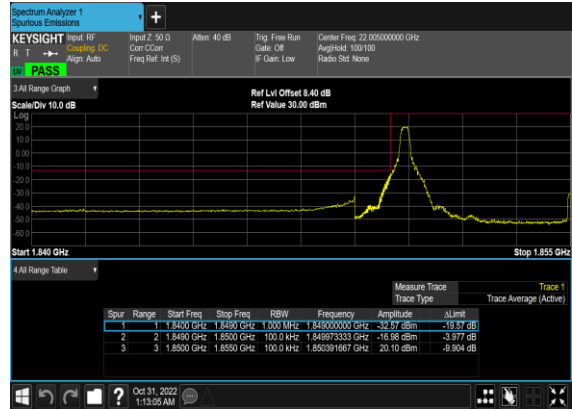 Spectrum Analyzer 1
Spurious Emissions
+
KEYSIGHT Input: RF Input Z: 50 Ω Atten: 40 dB Trig: Free Run Center Freq: 22.005000000 GHz
R T Coupling: DC Corr CCorr Gate: Off Avg|Hold: 100/100
Align: Auto Freq Ref: Int (S) IF Gain: Low Radio Std: None
PASS
3 All Range Graph
Ref Lvl Offset 8.40 dB
Scale/Div 10.0 dB Ref Value 30.00 dBm
Log
20.0
10.0
0.00
-10.0
-20.0
-30.0
-40.0
-50.0
-60.0
Start 1.840 GHz Stop 1.855 GHz
4 All Range Table
Measure Trace Trace 1
Trace Type Trace Average (Active)
Spur Range Start Freq Stop Freq RBW Frequency Amplitude ΔLimit
1 1 1.8400 GHz 1.8490 GHz 1.000 MHz 1.849000000 GHz -32.57 dBm -19.57 dB
2 2 1.8490 GHz 1.8500 GHz 100.0 kHz 1.849973333 GHz -16.98 dBm -3.977 dB
3 3 1.8500 GHz 1.8550 GHz 100.0 kHz 1.850391667 GHz 20.10 dBm -9.904 dB
? Oct 31, 2022
1:13:05 AM